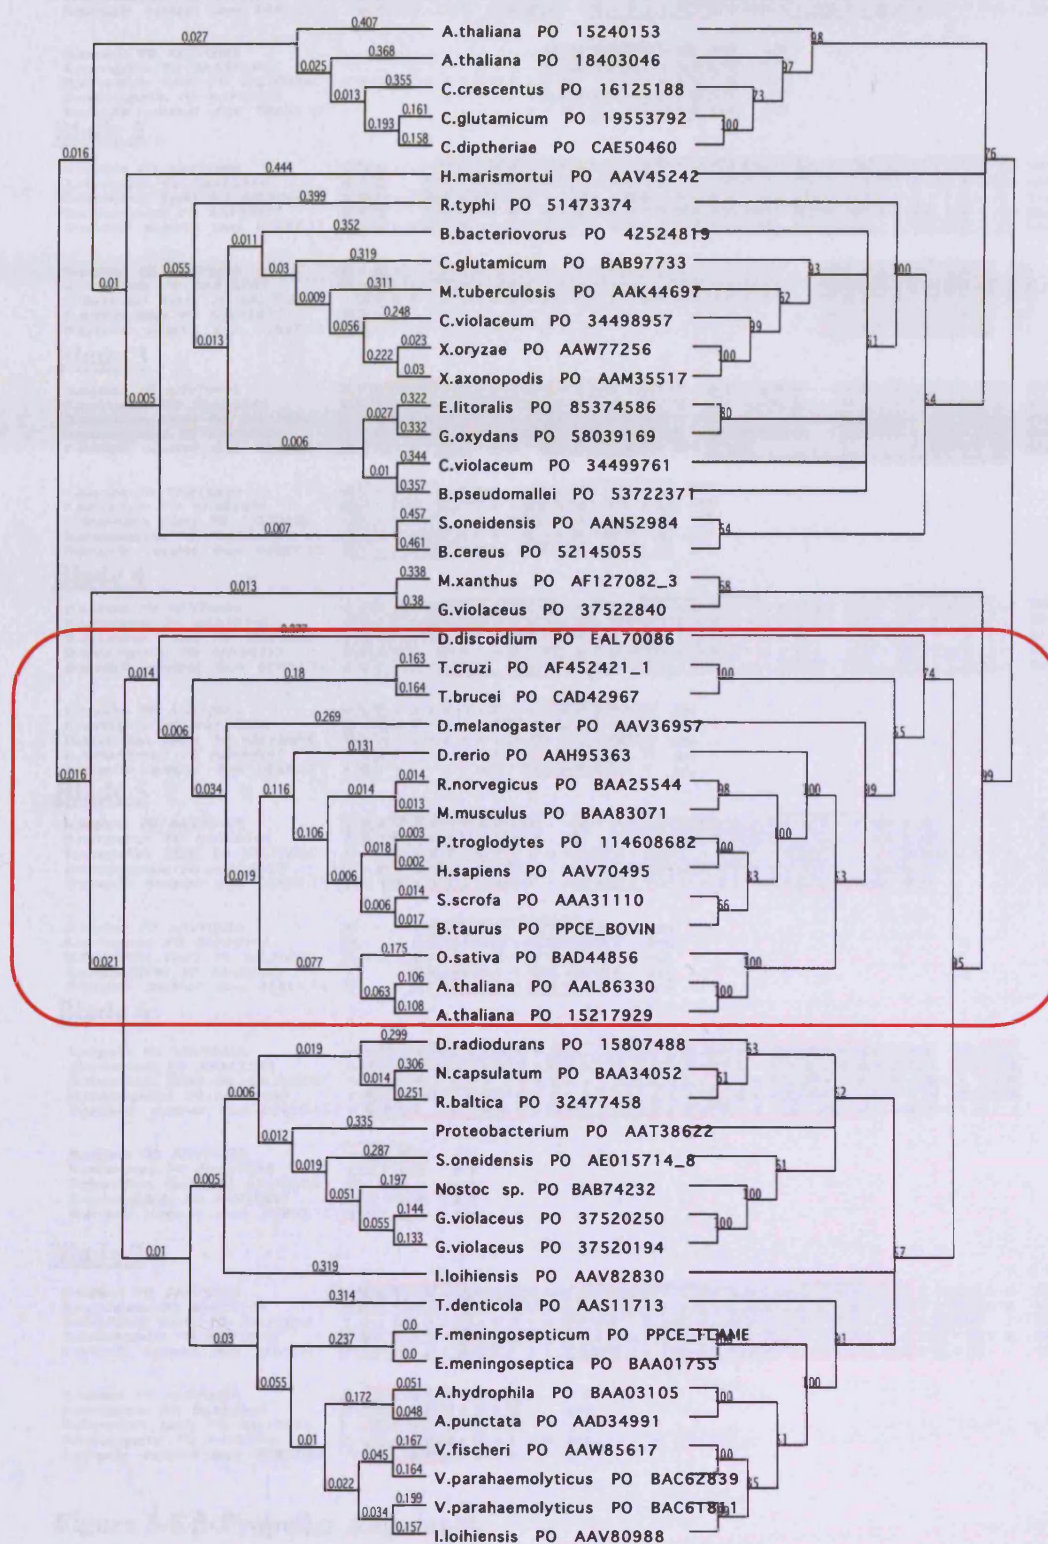 0.407 A.thaliana PO 15240153
0.027 98
0.368 A.thaliana PO 18403046 97
0.025
0.355 C.crescentus PO 16125188 73
0.013
0.161 C.glutamicum PO 19553792 100
0.193
0.158 C.diptheriae PO CAE50460
0.016 76
0.444 H.marismortui PO AAV45242
0.399 R.typhi PO 51473374
0.352 B.bacteriovorus PO 42524819
0.011
0.319 C.glutamicum PO BAB97733 93 100
0.055 0.03
0.01
0.311 M.tuberculosis PO AAK44697 62
0.009
0.248 C.violaceum PO 34498957 99
0.056
0.013 51
0.023 X.oryzae PO AAW77256 100
0.222
0.03 X.axonopodis PO AAM35517
0.005 54
0.322 E.litoralis PO 85374586 80
0.027
0.332 G.oxydans PO 58039169
0.006
0.344 C.violaceum PO 34499761
0.01
0.357 B.pseudomallei PO 53722371
0.457 S.oneidensis PO AAN52984 54
0.007
0.461 B.cereus PO 52145055
0.338 M.xanthus PO AF127082_3 68
0.013
0.38 G.violaceus PO 37522840
D.discoidium PO EAL70086
0.163 T.cruzi PO AF452421_1 100
0.014 0.18 74
0.164 T.brucei PO CAD42967
0.269 D.melanogaster PO AAV36957
0.006 55
0.131 D.rerio PO AAH95363
0.016 99
0.014 R.norvegicus PO BAA25544 98
0.034 0.116 0.014 100 99
0.013 M.musculus PO BAA83071
0.106 100
0.003 P.troglodytes PO 114608682 100
0.018
0.002 H.sapiens PO AAV70495
0.019 0.006 53
0.014 S.scrofa PO AAA31110 66
0.006
0.017 B.taurus PO PPCE_BOVIN
0.175 O.sativa PO BAD44856 100
0.021 0.077 95
0.106 A.thaliana PO AAL86330 100
0.063
0.108 A.thaliana PO 15217929
0.299 D.radiodurans PO 15807488 53
0.019
0.306 N.capsulatum PO BAA34052 51
0.014
0.251 R.baltica PO 32477458
0.006 52
0.335 Proteobacterium PO AAT38622
0.012
0.287 S.oneidensis PO AE015714_8 51
0.019
0.005
0.197 Nostoc sp. PO BAB74232 100
0.051
0.144 G.violaceus PO 37520250 100
0.055
0.133 G.violaceus PO 37520194
0.01 57
0.319 I.loihiensis PO AAV82830
0.314 T.denticola PO AAS11713
0.0 F.meningosepticum PO
0.03 0.237 91
0.0 E.meningoseptica PO BAA01755
0.055 100
0.051 A.hydrophila PO BAA03105 100
0.172
0.048 A.punctata PO AAD34991
0.01 51
0.167 V.fischeri PO AAW85617 100
0.045
0.164 V.parahaemolyticus PO BAC62839
0.022
0.199 V.parahaemolyticus PO
0.034
0.157 I.loihiensis PO AAV80988